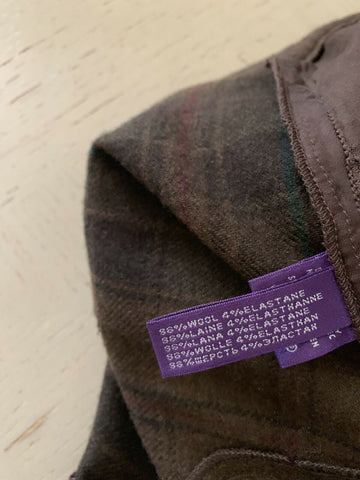 96%WOOL 4%ELASTANE
96%LAINE 4%ELASTHANNE
96%LANA 4%ELASTANE
96%WOLLE 4%ELASTHAN
96%ШЕРСТЬ 4%ЭЛАСТАН